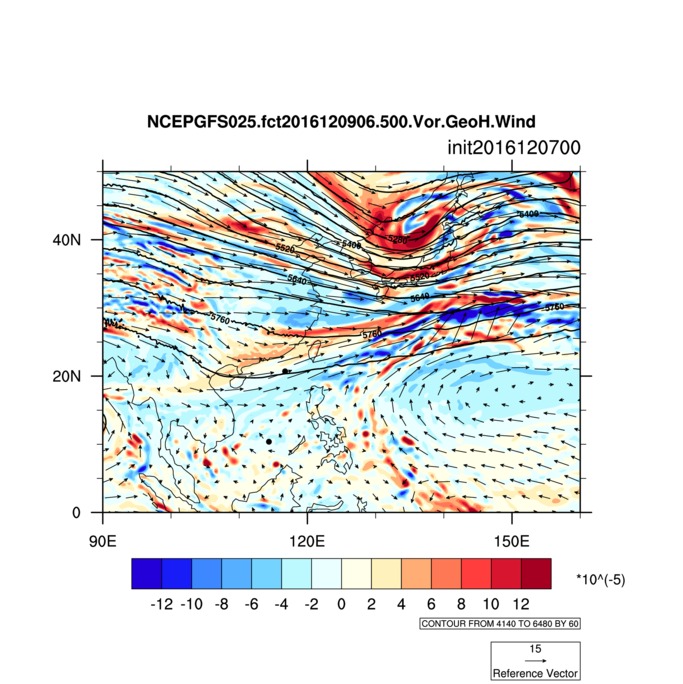 NCEPGFS025.fct2016120906.500.Vor.GeoH.Wind
init2016120700
5400
5280
5520
5400
5520
5640
5640
5760
5760
5760
40N
20N
0
90E 120E 150E
-12 -10 -8 -6 -4 -2 0 2 4 6 8 10 12
*10^(-5)
CONTOUR FROM 4140 TO 6480 BY 60
15
Reference Vector